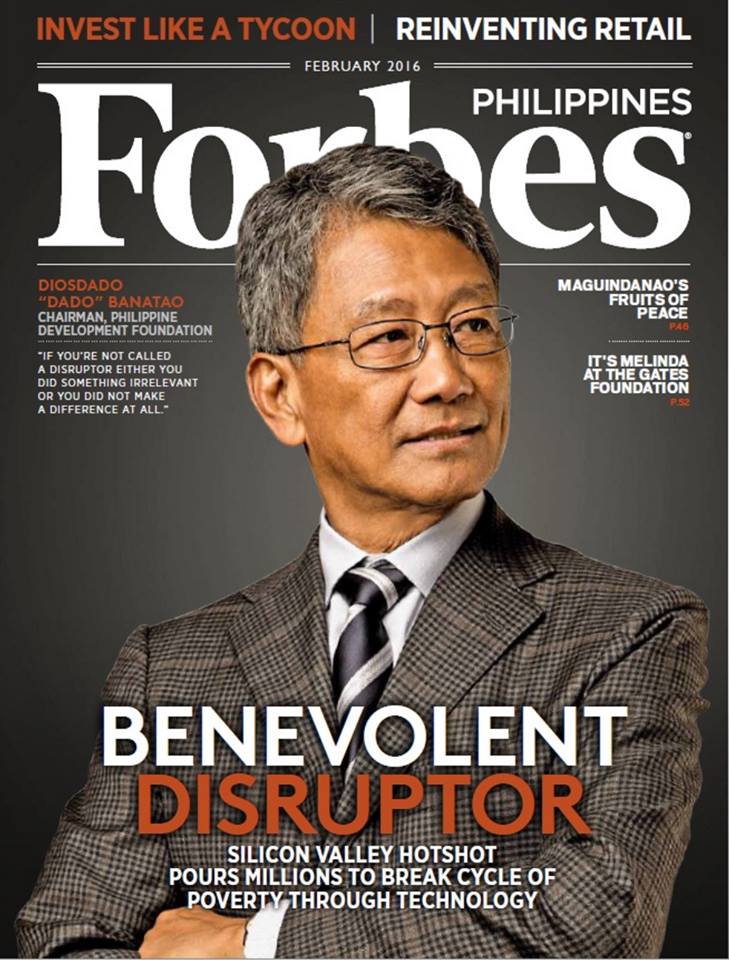 INVEST LIKE A TYCOON | REINVENTING RETAIL
FEBRUARY 2016
Forbes
PHILIPPINES
DIOSDADO
“DADO” BANATAO
CHAIRMAN, PHILIPPINE
DEVELOPMENT FOUNDATION
“IF YOU’RE NOT CALLED
A DISRUPTOR EITHER YOU
DID SOMETHING IRRELEVANT
OR YOU DID NOT MAKE
A DIFFERENCE AT ALL.”
MAGUINDANAO’S
FRUITS OF
PEACE
P.46
IT’S MELINDA
AT THE GATES
FOUNDATION
P.52
BENEVOLENT
DISRUPTOR
SILICON VALLEY HOTSHOT
POURS MILLIONS TO BREAK CYCLE OF
POVERTY THROUGH TECHNOLOGY